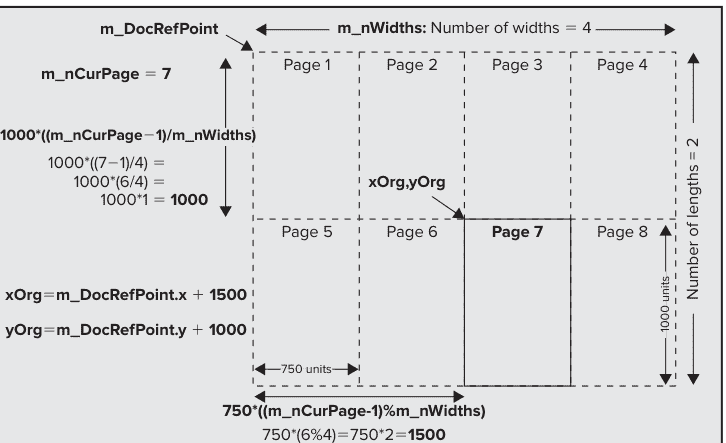 m_DocRefPoint
m_nWidths: Number of widths = 4
m_nCurPage = 7
Page 1
Page 2
Page 3
Page 4
1000*((m_nCurPage−1)/m_nWidths)
1000*((7−1)/4) =
1000*(6/4) =
1000*1 = 1000
xOrg,yOrg
Number of lengths = 2
Page 5
Page 6
Page 7
Page 8
xOrg=m_DocRefPoint.x + 1500
yOrg=m_DocRefPoint.y + 1000
1000 units
750 units
750*((m_nCurPage-1)%m_nWidths)
750*(6%4)=750*2=1500